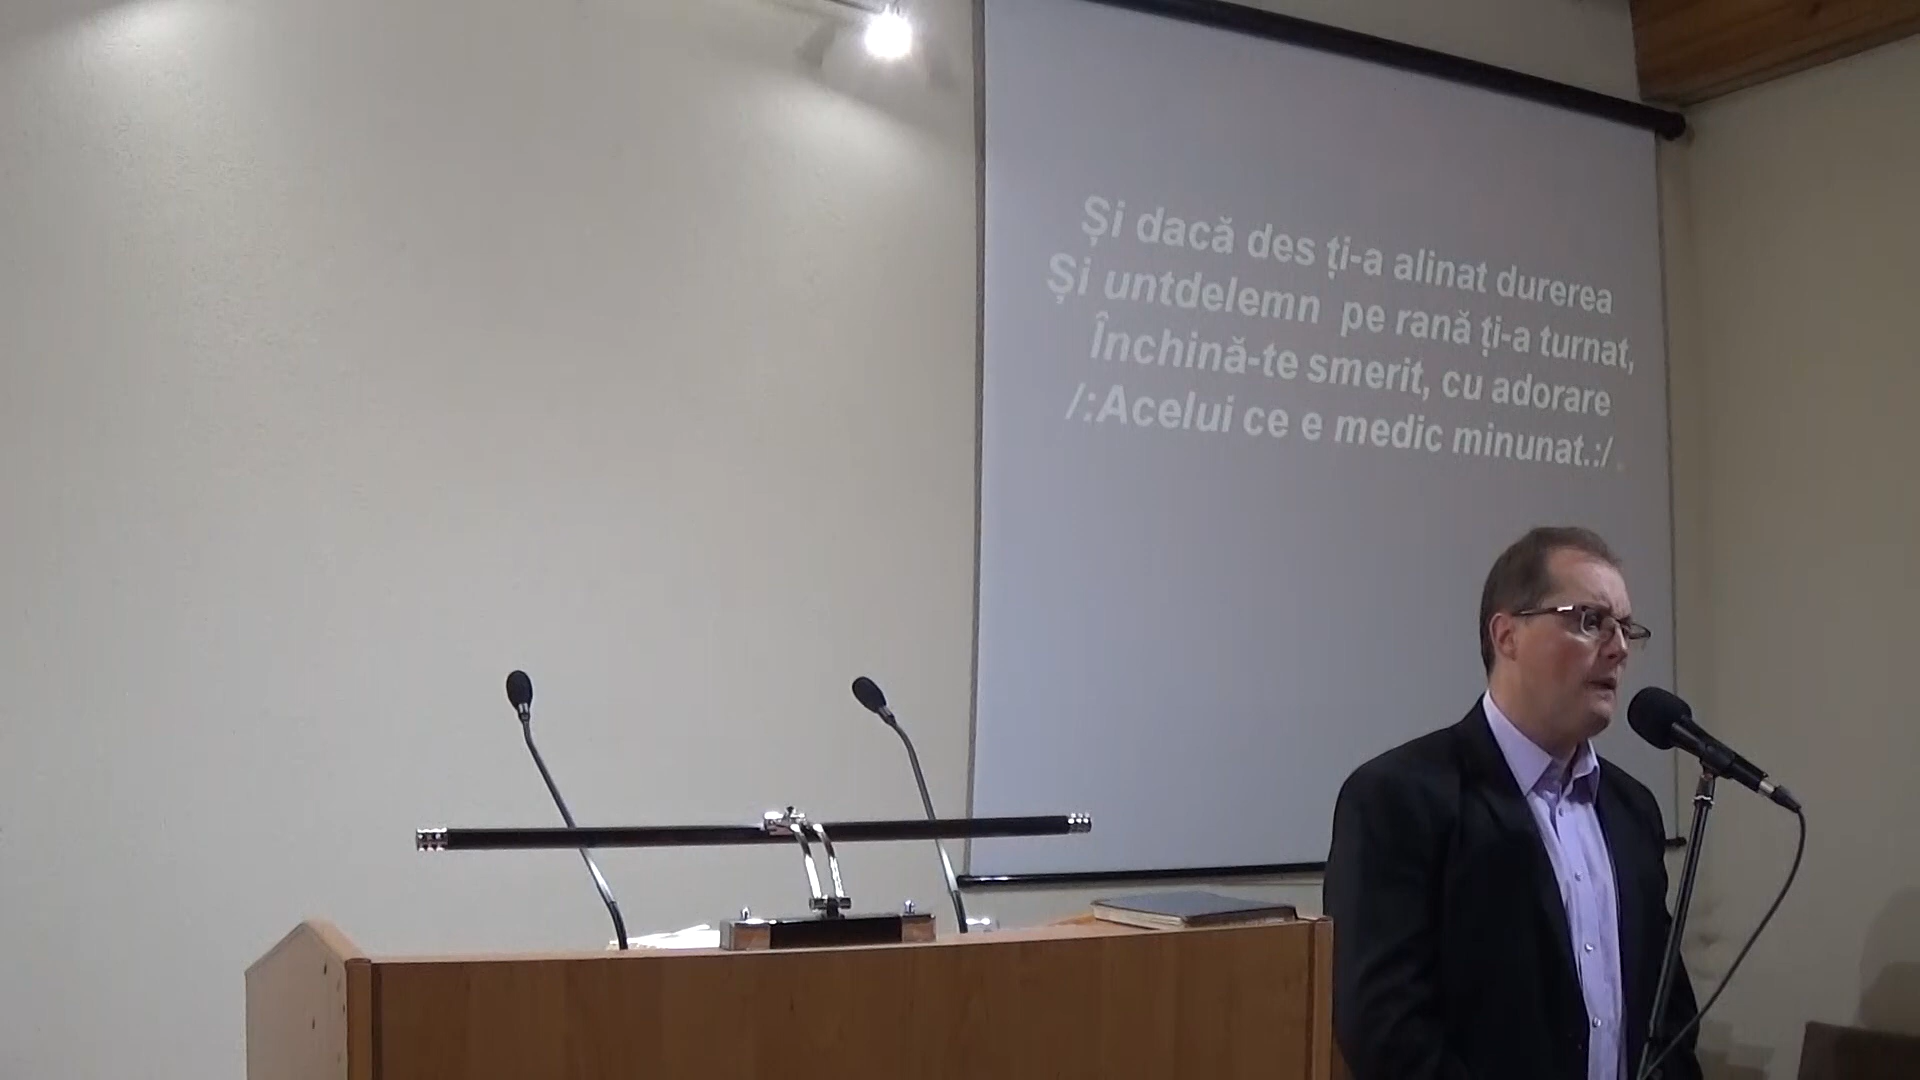 Și dacă des ți-a alinat durerea
Și untdelemn pe rană ți-a turnat,
Închină-te smerit, cu adorare
/:Acelui ce e medic minunat.:/